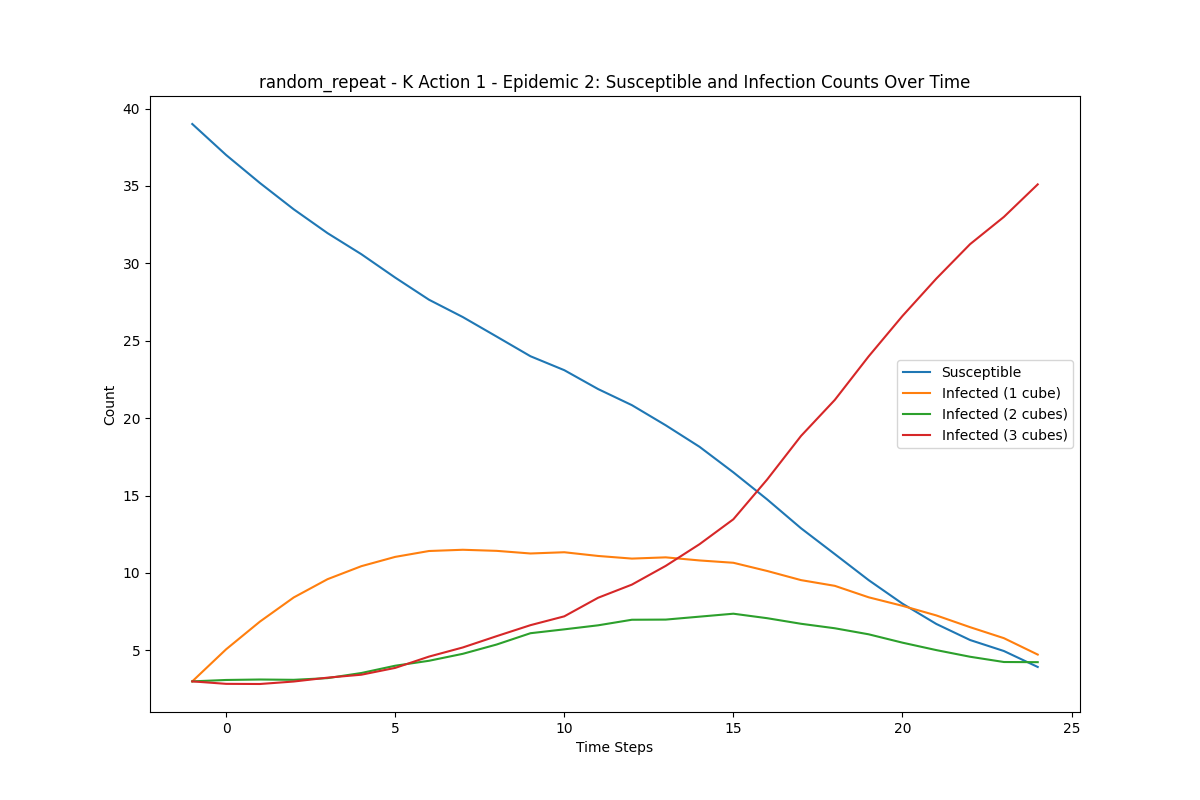 random_repeat - K Action 1 - Epidemic 2: Susceptible and Infection Counts Over Time
40
35
30
25
20
15
10
5
Count
Susceptible
Infected (1 cube)
Infected (2 cubes)
Infected (3 cubes)
0 5 10 15 20 25
Time Steps